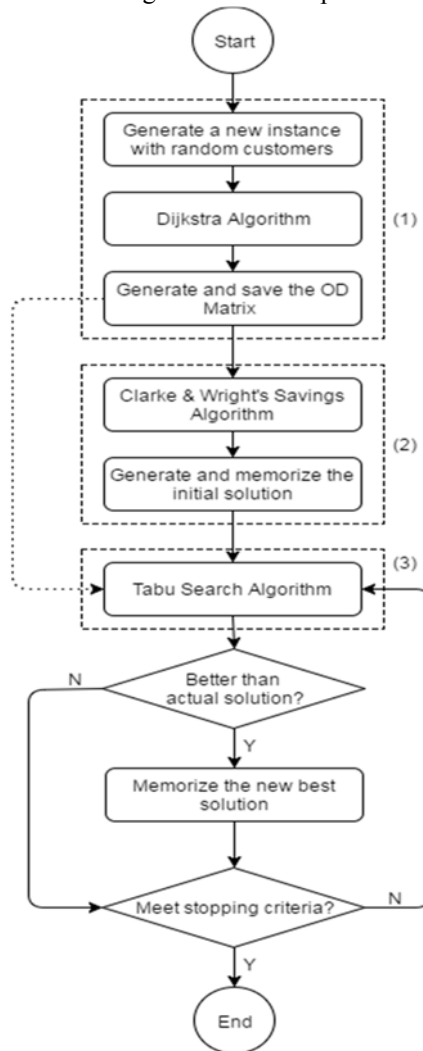 Start
Generate a new instance
with random customers
Dijkstra Algorithm
(1)
Generate and save the OD
Matrix
Clarke & Wright's Savings
Algorithm
(2)
Generate and memorize the
initial solution
(3)
Tabu Search Algorithm
N
Better than
actual solution?
Y
Memorize the new best
solution
Meet stopping criteria?
N
Y
End